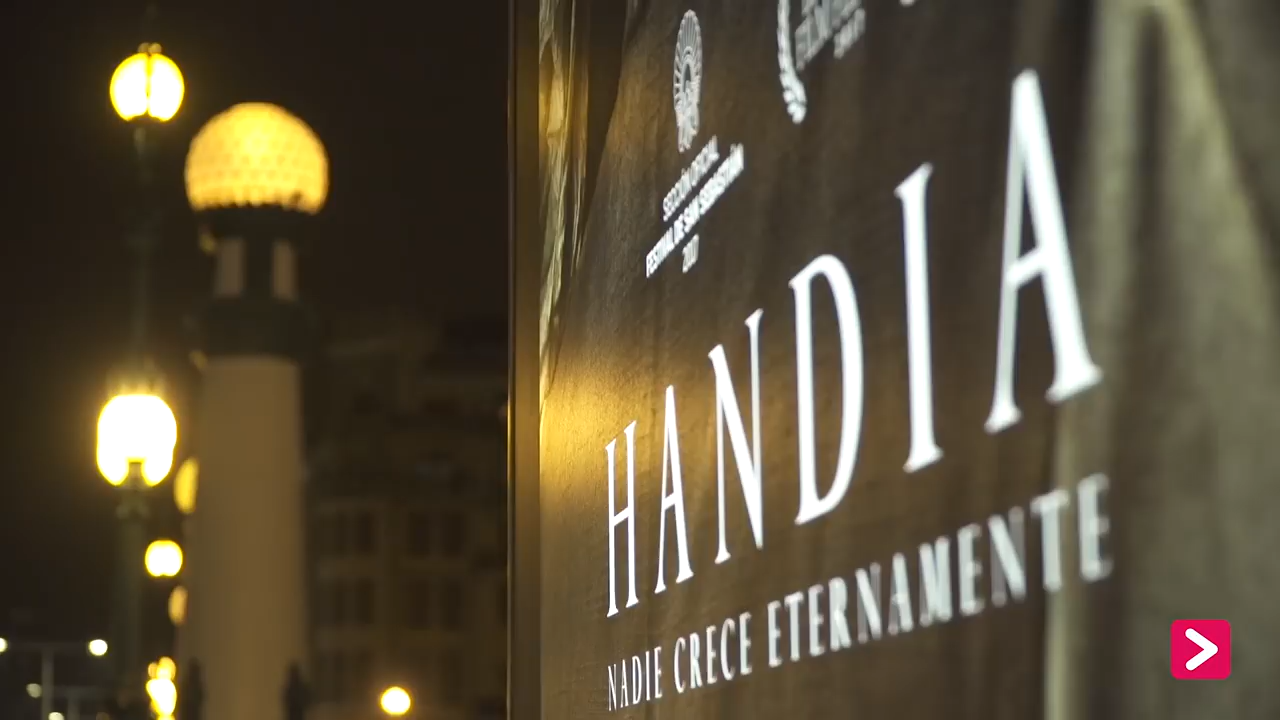 SECCIÓN OFICIAL
FESTIVAL DE SAN SEBASTIÁN
2017
HANDIA
NADIE CRECE ETERNAMENTE